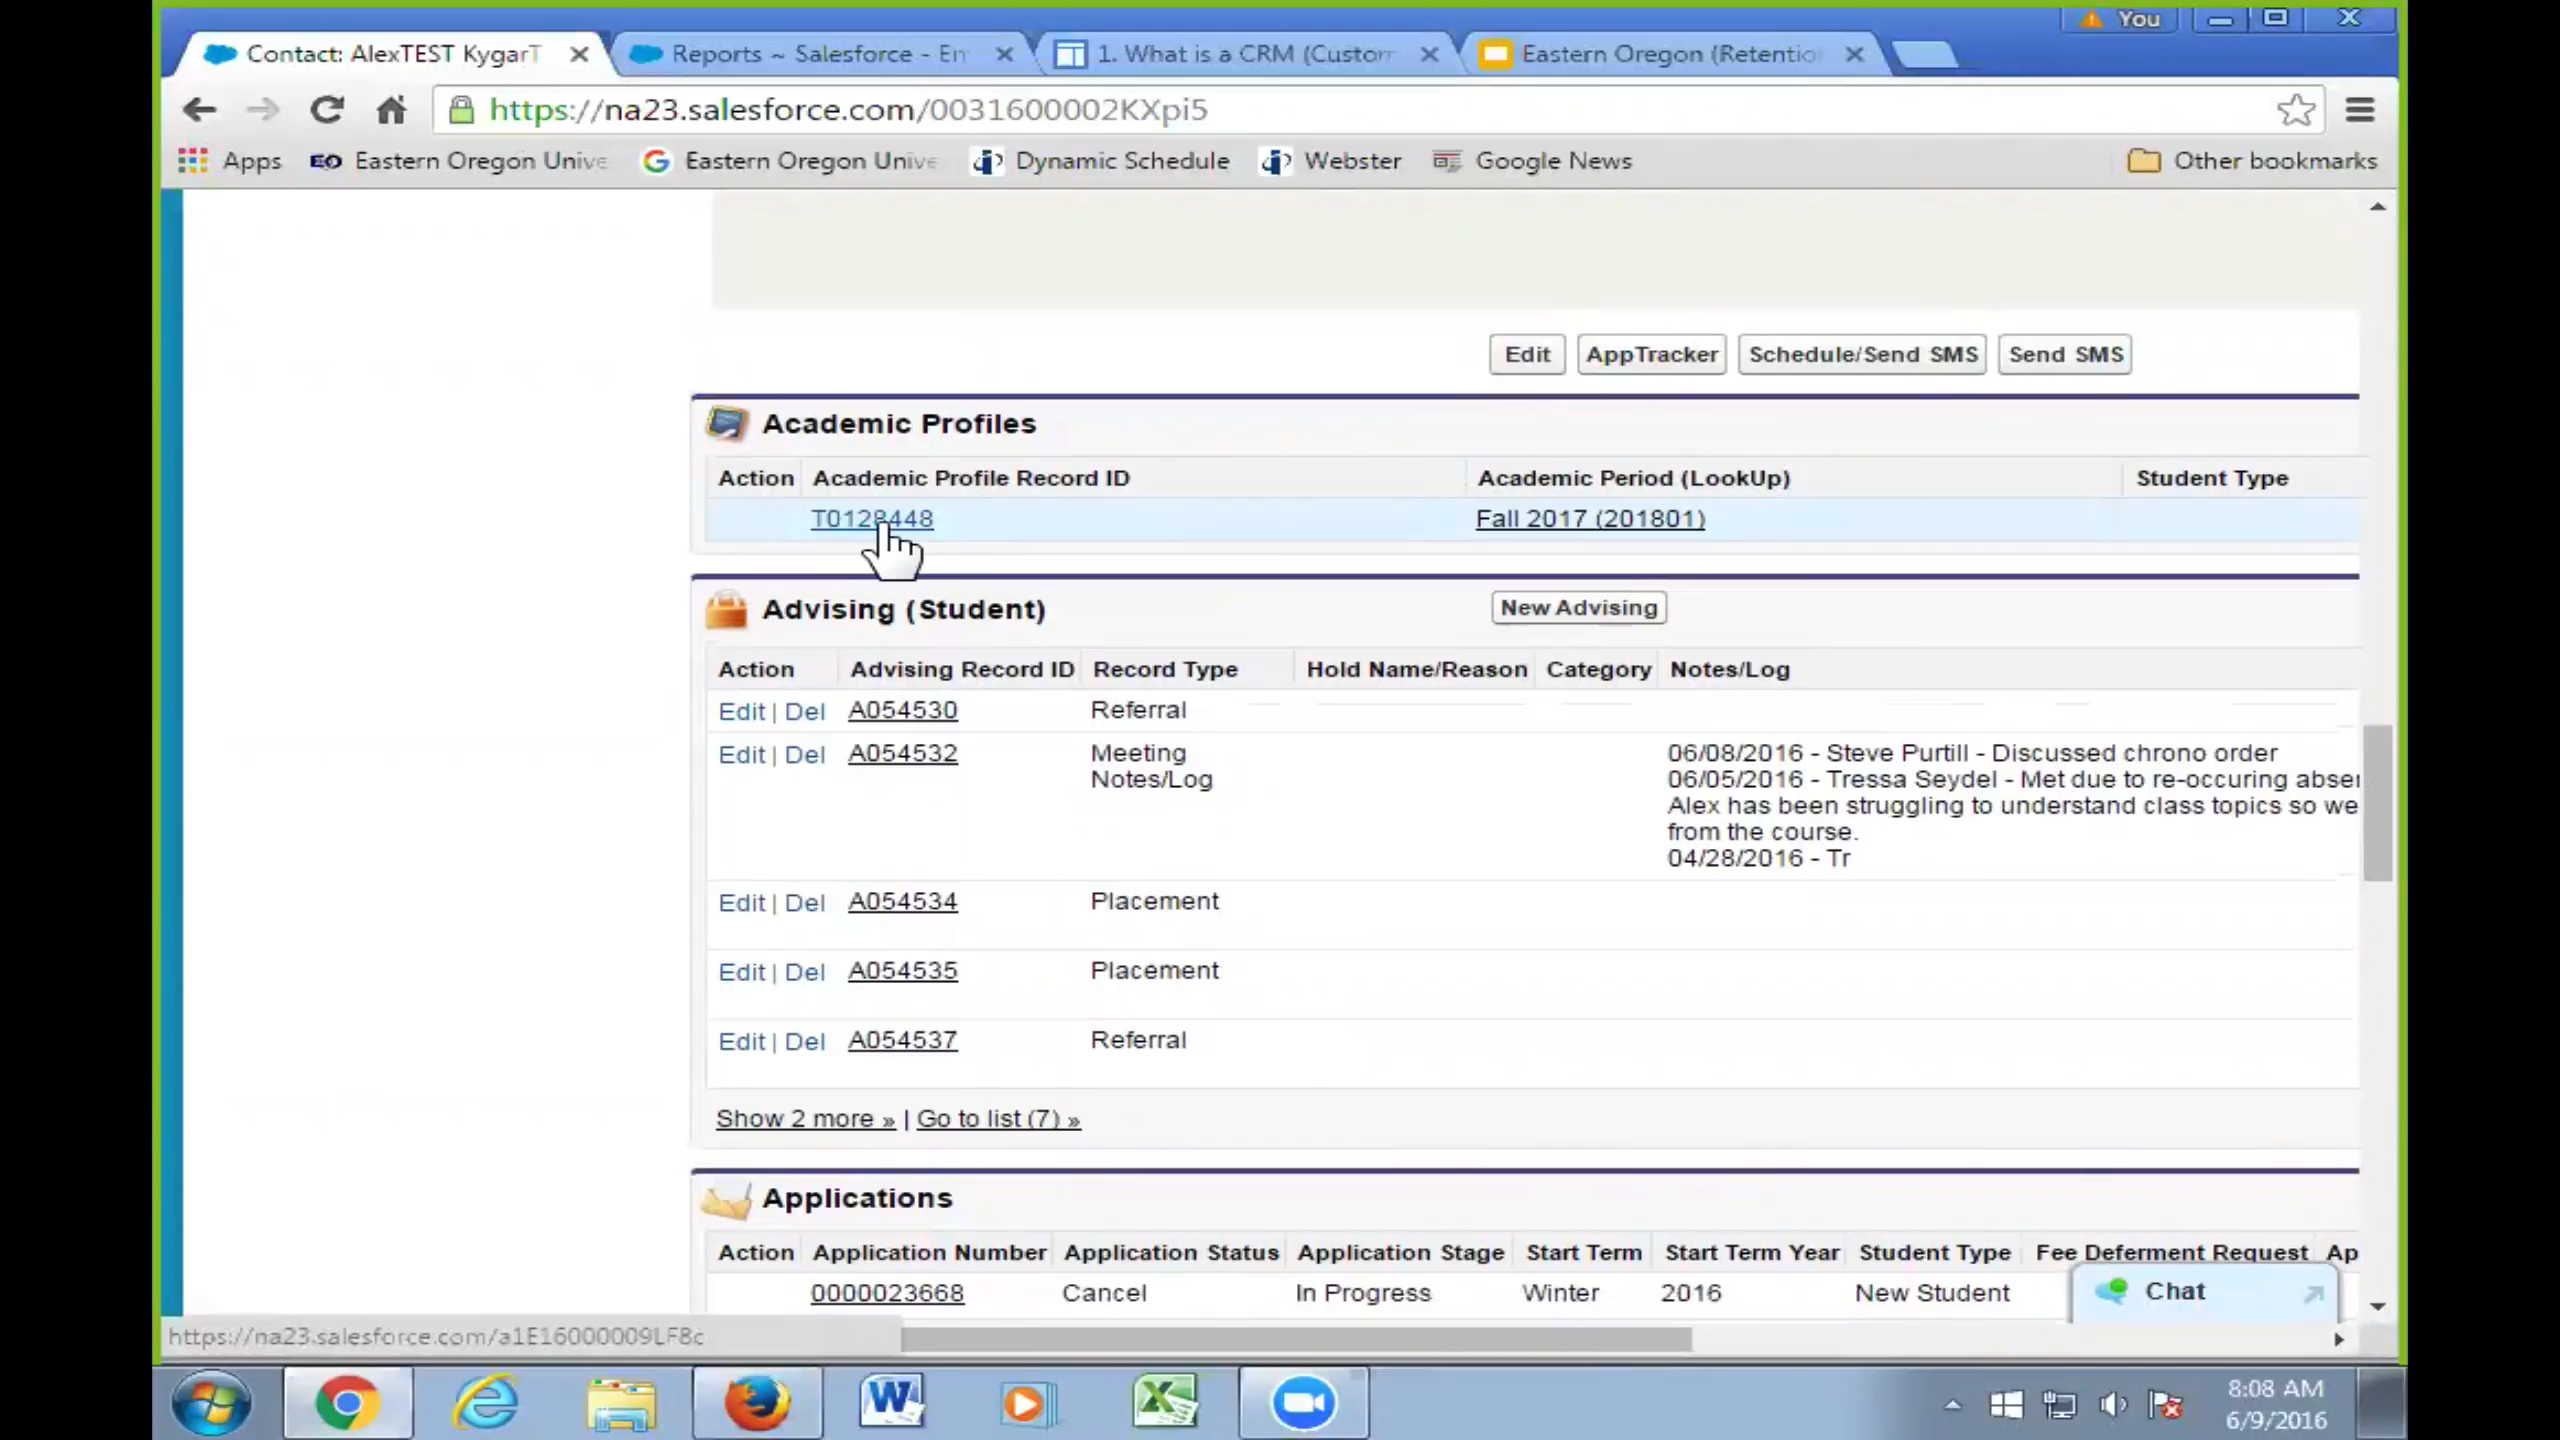 You
Contact: AlexTEST KygarT
Reports ~ Salesforce - En
1. What is a CRM (Custom
Eastern Oregon (Retentio
https://na23.salesforce.com/0031600002KXpi5
Apps
EO Eastern Oregon Unive
G Eastern Oregon Unive
Dynamic Schedule
Webster
Google News
Other bookmarks
Edit
AppTracker
Schedule/Send SMS
Send SMS
Academic Profiles
Action Academic Profile Record ID Academic Period (LookUp) Student Type
T0128448 Fall 2017 (201801)
Advising (Student)
New Advising
Action Advising Record ID Record Type Hold Name/Reason Category Notes/Log
Edit | Del A054530 Referral
Edit | Del A054532 Meeting Notes/Log
06/08/2016 - Steve Purtill - Discussed chrono order
06/05/2016 - Tressa Seydel - Met due to re-occuring abser
Alex has been struggling to understand class topics so we
from the course.
04/28/2016 - Tr
Edit | Del A054534 Placement
Edit | Del A054535 Placement
Edit | Del A054537 Referral
Show 2 more » | Go to list (7) »
Applications
Action Application Number Application Status Application Stage Start Term Start Term Year Student Type Fee Deferment Request Ap
0000023668 Cancel In Progress Winter 2016 New Student
Chat
https://na23.salesforce.com/a1E16000009LF8c
8:08 AM
6/9/2016